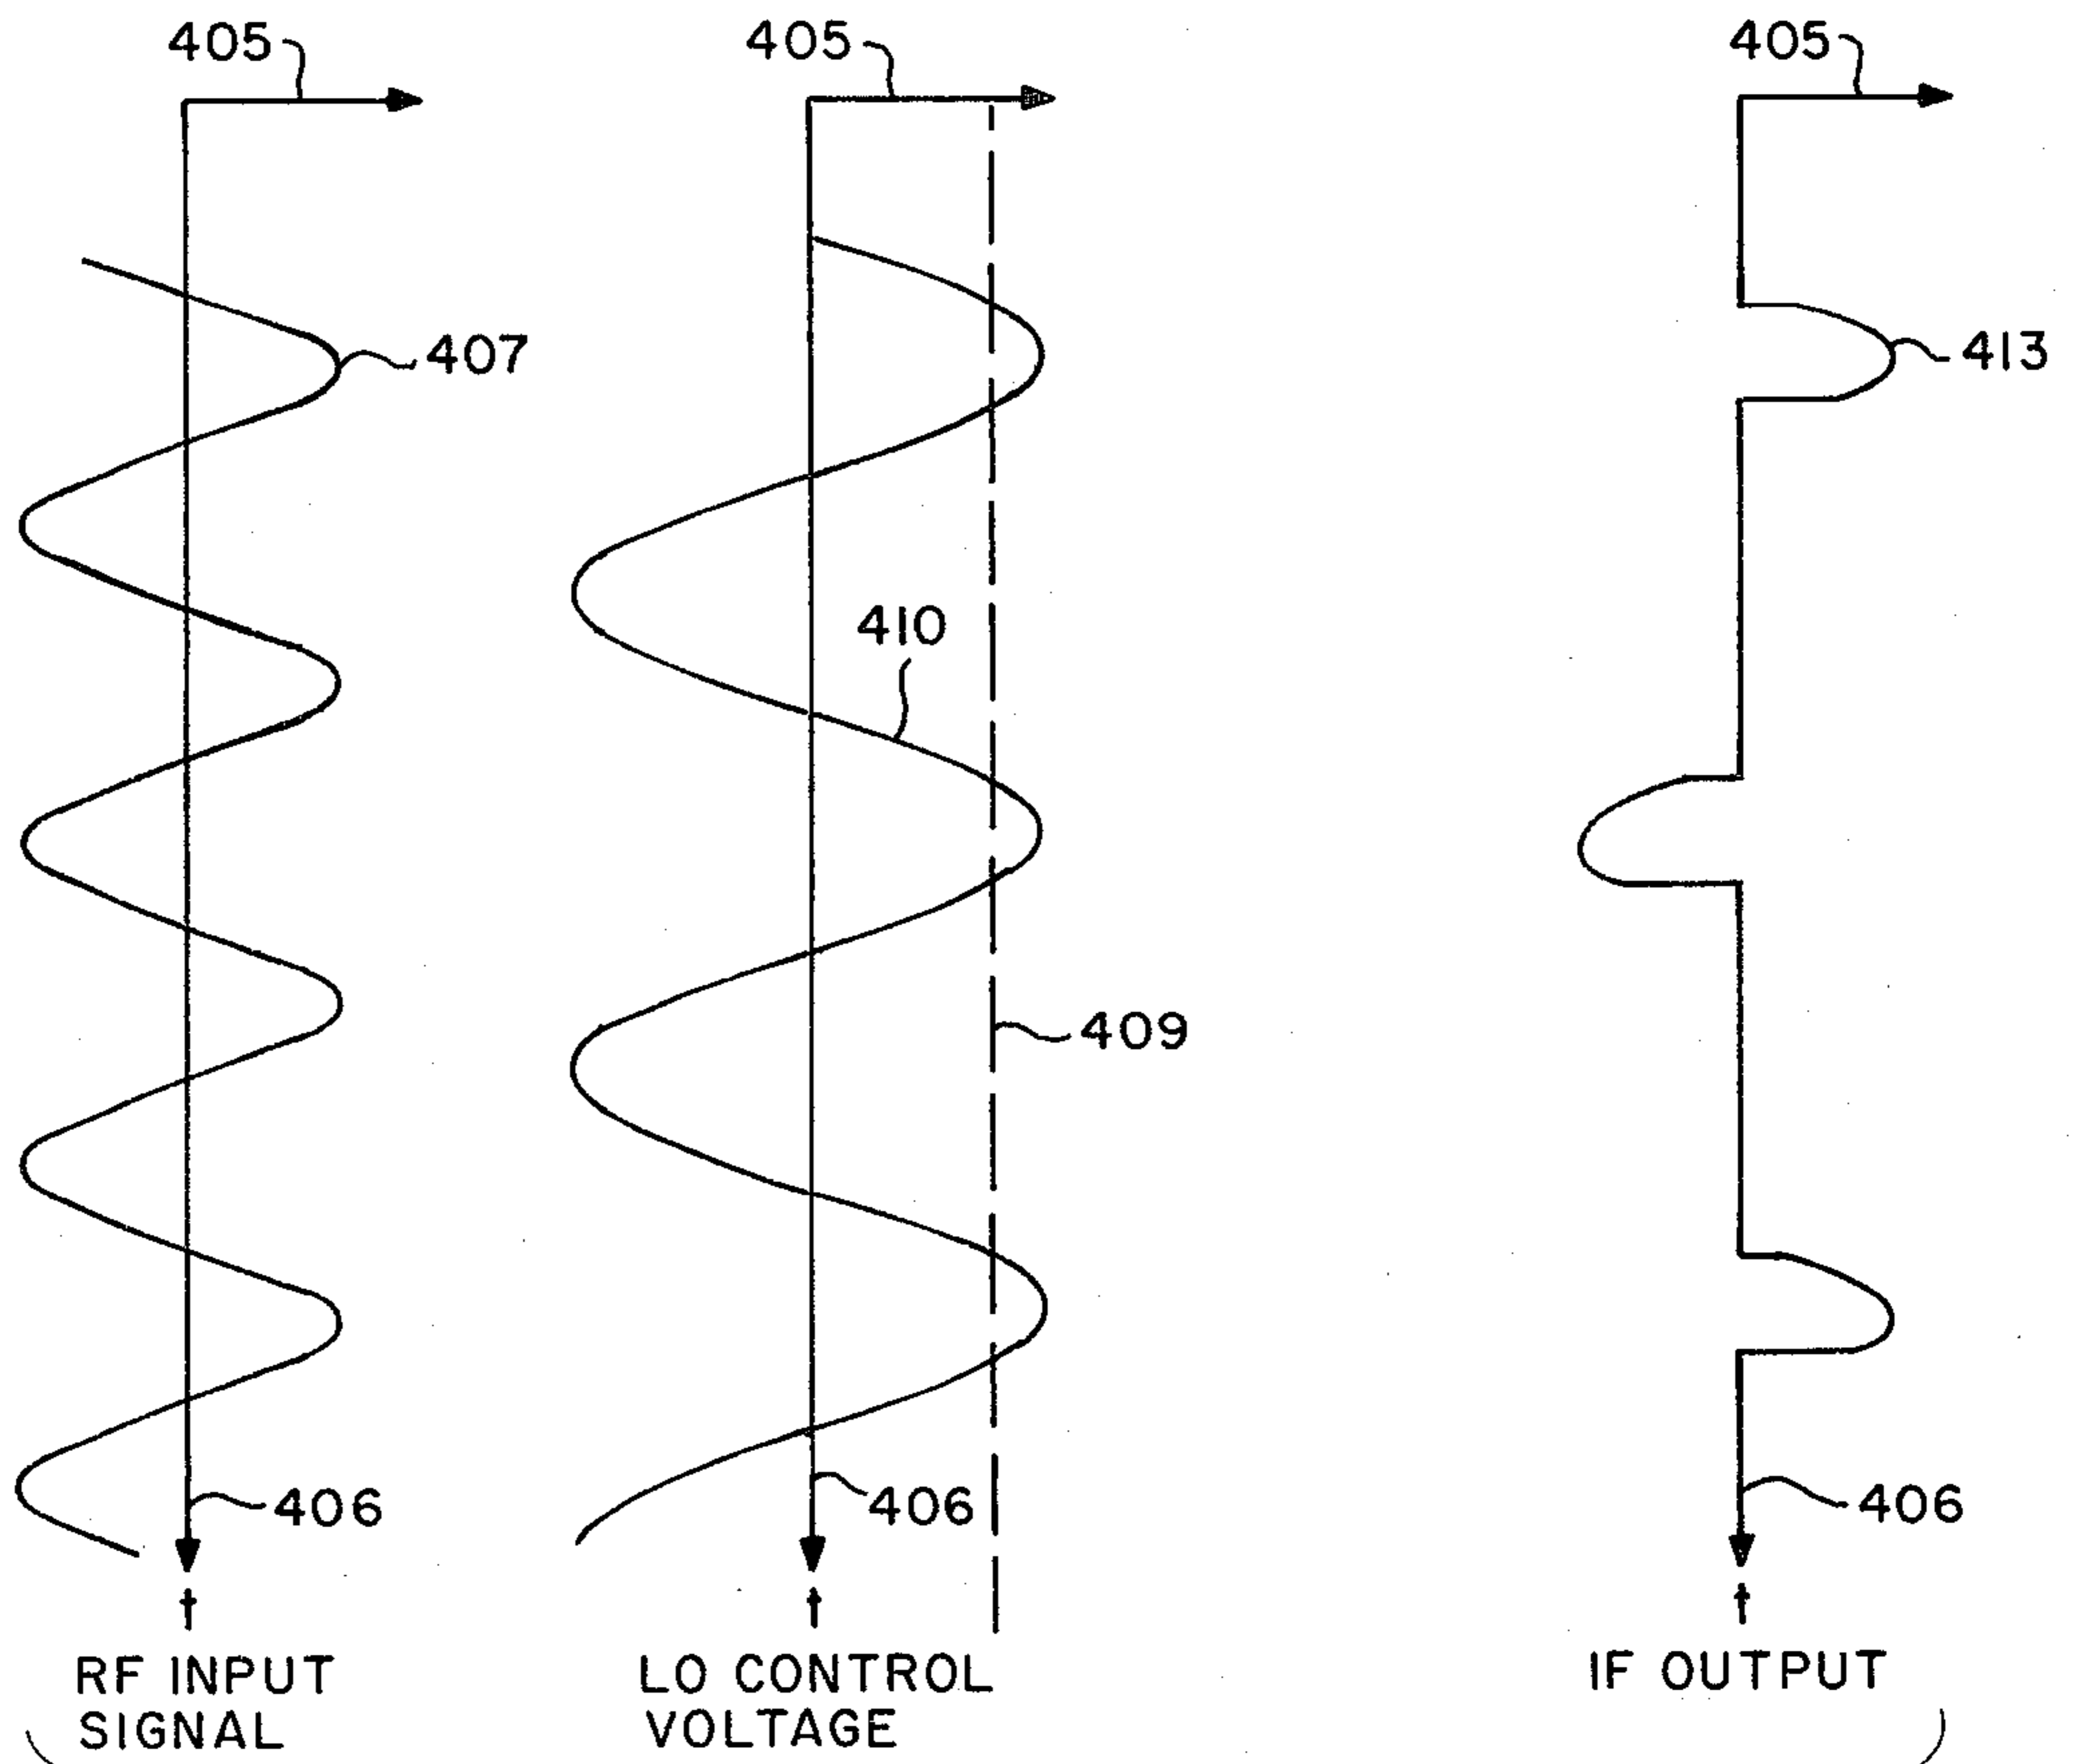 405
405
405
407
413
410
409
406
406
406
t
t
t
RF INPUT
SIGNAL
LO CONTROL
VOLTAGE
IF OUTPUT